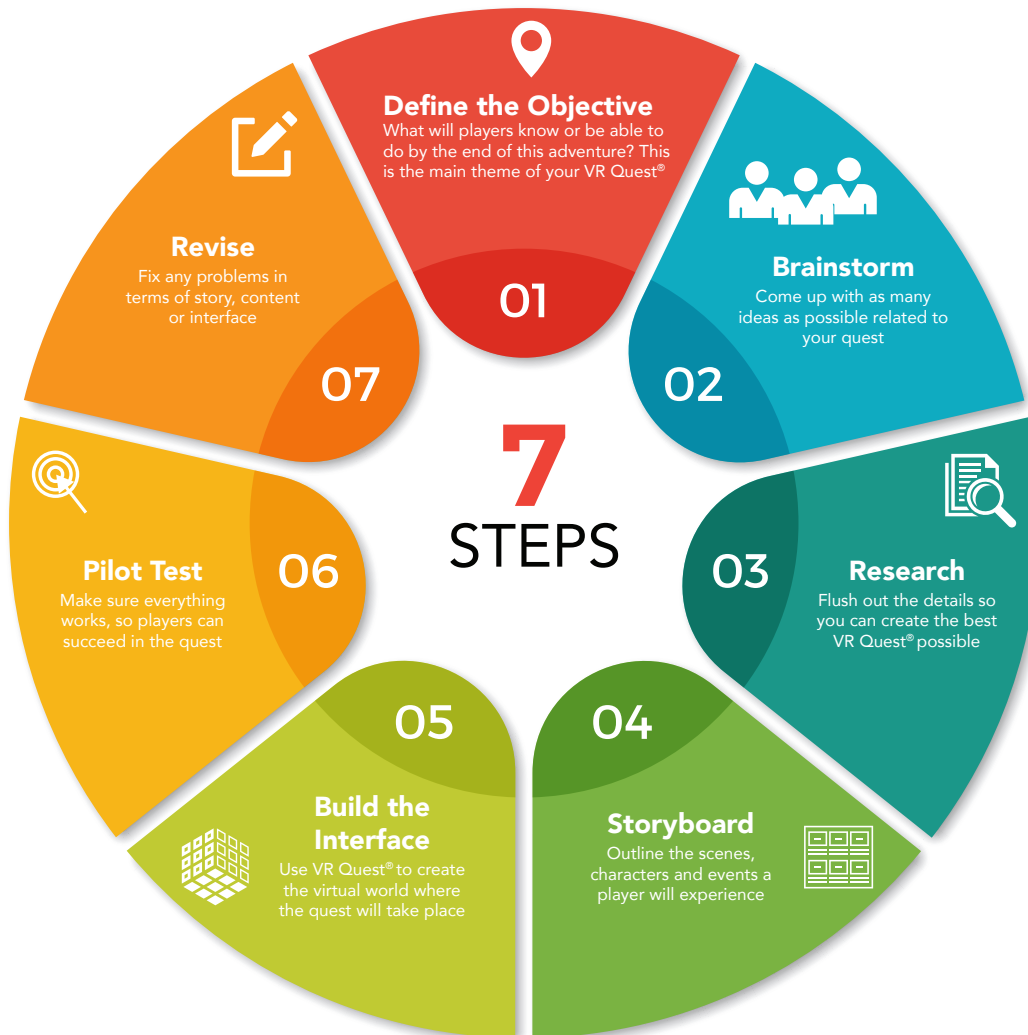 Define the Objective
What will players know or be able to
do by the end of this adventure? This
is the main theme of your VR Quest®
01
Brainstorm
Come up with as many
ideas as possible related to
your quest
02
Research
Flush out the details so
you can create the best
VR Quest® possible
03
Storyboard
Outline the scenes,
characters and events a
player will experience
04
Build the
Interface
Use VR Quest® to create
the virtual world where
the quest will take place
05
Pilot Test
Make sure everything
works, so players can
succeed in the quest
06
Revise
Fix any problems in
terms of story, content
or interface
07
7
STEPS